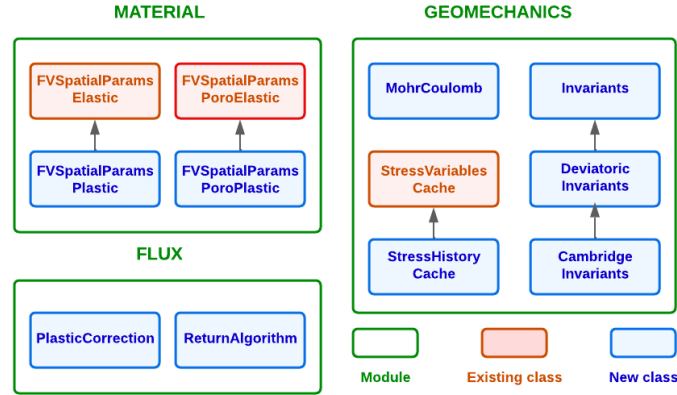 MATERIAL
FVSpatialParams
Elastic
FVSpatialParams
PoroElastic
FVSpatialParams
Plastic
FVSpatialParams
PoroPlastic
FLUX
PlasticCorrection
ReturnAlgorithm
GEOMECHANICS
MohrCoulomb
Invariants
StressVariables
Cache
Deviatoric
Invariants
StressHistory
Cache
Cambridge
Invariants
Module
Existing class
New class